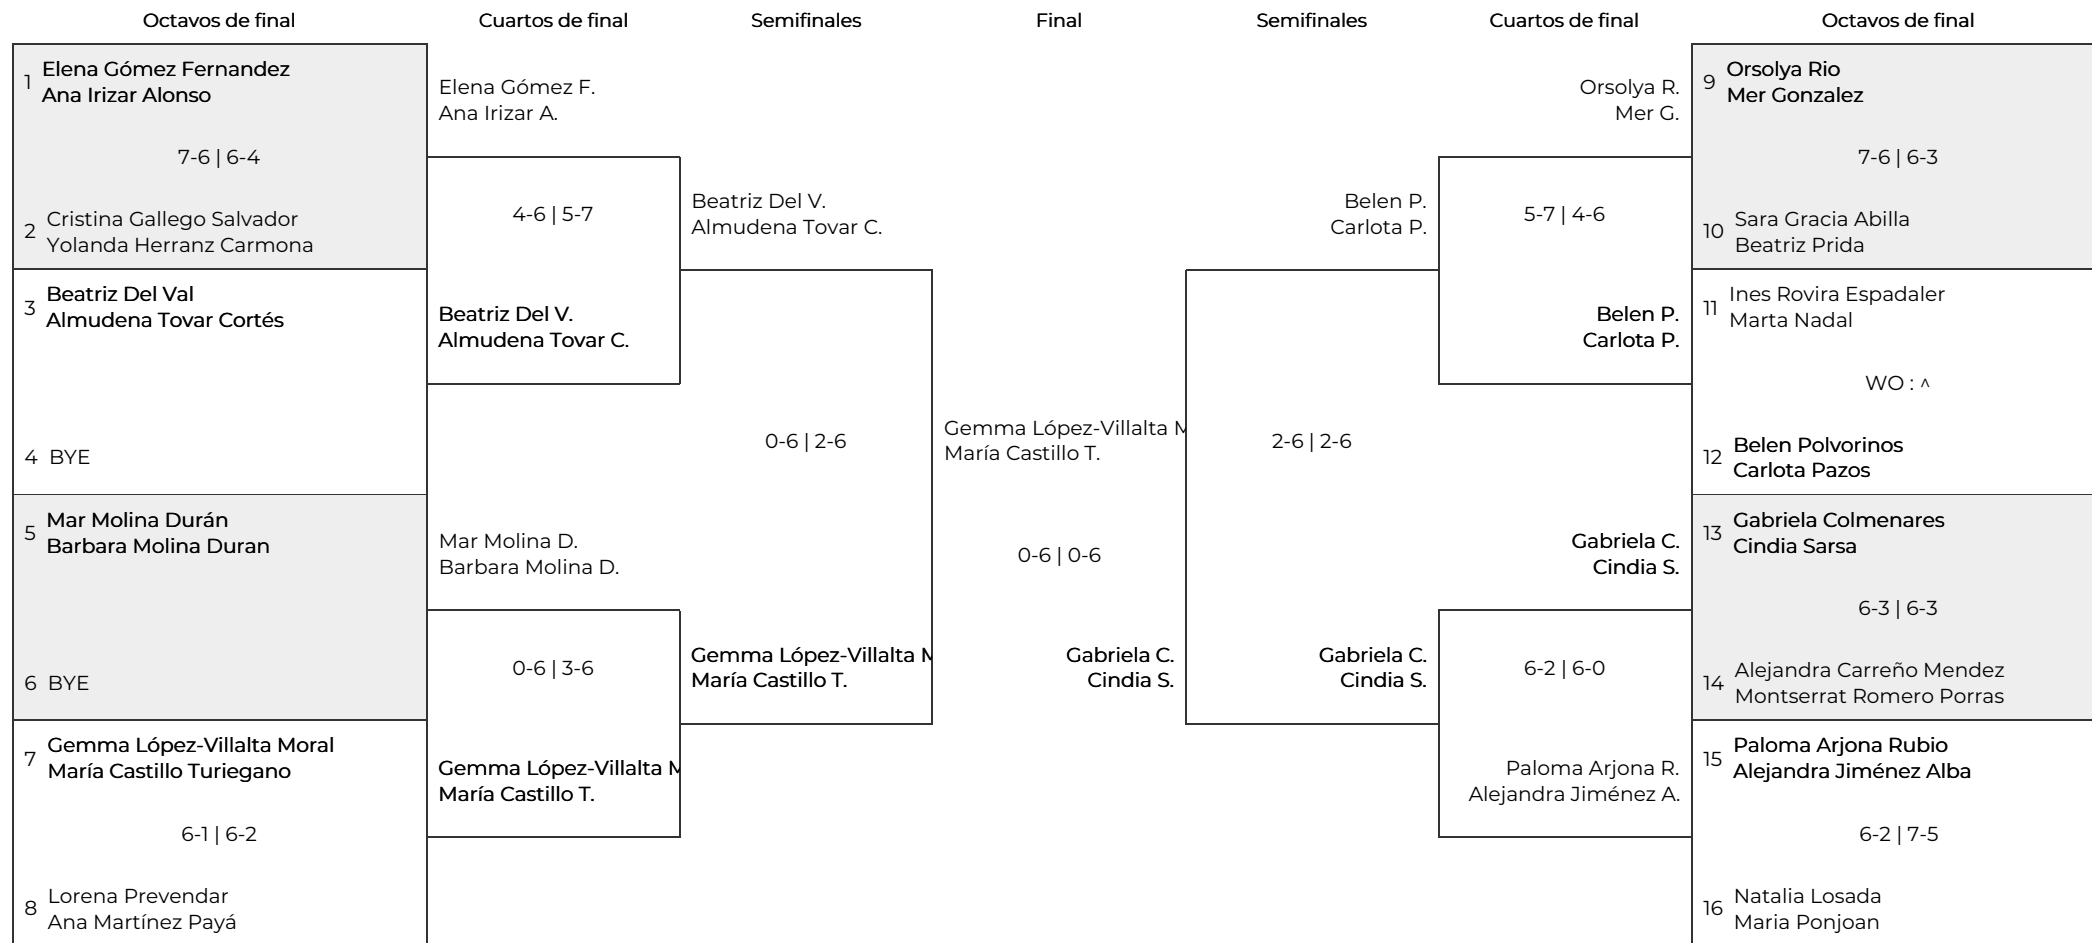 Octavos de final
Cuartos de final
Semifinales
Final
Semifinales
Cuartos de final
Octavos de final
1
Elena Gómez Fernandez
Ana Irizar Alonso
7-6 | 6-4
2
Cristina Gallego Salvador
Yolanda Herranz Carmona
3
Beatriz Del Val
Almudena Tovar Cortés
4 BYE
5
Mar Molina Durán
Barbara Molina Duran
6 BYE
7
Gemma López-Villalta Moral
María Castillo Turiegano
6-1 | 6-2
8
Lorena Prevendar
Ana Martínez Payá
Elena Gómez F.
Ana Irizar A.
4-6 | 5-7
Beatriz Del V.
Almudena Tovar C.
Mar Molina D.
Barbara Molina D.
0-6 | 3-6
Gemma López-Villalta M
María Castillo T.
Beatriz Del V.
Almudena Tovar C.
0-6 | 2-6
Gemma López-Villalta M
María Castillo T.
Gemma López-Villalta M
María Castillo T.
0-6 | 0-6
Gabriela C.
Cindia S.
Belen P.
Carlota P.
2-6 | 2-6
Gabriela C.
Cindia S.
Orsolya R.
Mer G.
5-7 | 4-6
Belen P.
Carlota P.
Gabriela C.
Cindia S.
6-2 | 6-0
Paloma Arjona R.
Alejandra Jiménez A.
9
Orsolya Rio
Mer Gonzalez
7-6 | 6-3
10
Sara Gracia Abilla
Beatriz Prida
11
Ines Rovira Espadaler
Marta Nadal
WO : ^
12
Belen Polvorinos
Carlota Pazos
13
Gabriela Colmenares
Cindia Sarsa
6-3 | 6-3
14
Alejandra Carreño Mendez
Montserrat Romero Porras
15
Paloma Arjona Rubio
Alejandra Jiménez Alba
6-2 | 7-5
16
Natalia Losada
Maria Ponjoan